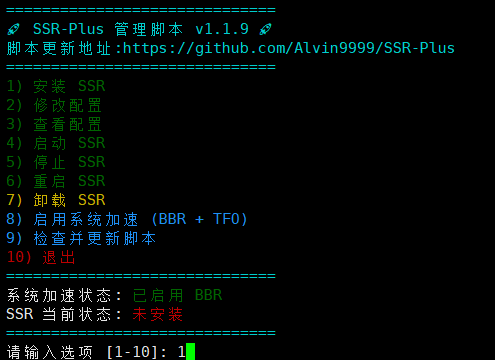 ==============================
🚀 SSR-Plus 管理脚本 v1.1.9 🚀
脚本更新地址:https://github.com/Alvin9999/SSR-Plus
==============================
1) 安装 SSR
2) 修改配置
3) 查看配置
4) 启动 SSR
5) 停止 SSR
6) 重启 SSR
7) 卸载 SSR
8) 启用系统加速 (BBR + TFO)
9) 检查并更新脚本
10) 退出
==============================
系统加速状态: 已启用 BBR
SSR 当前状态: 未安装
==============================
请输入选项 [1-10]: 1